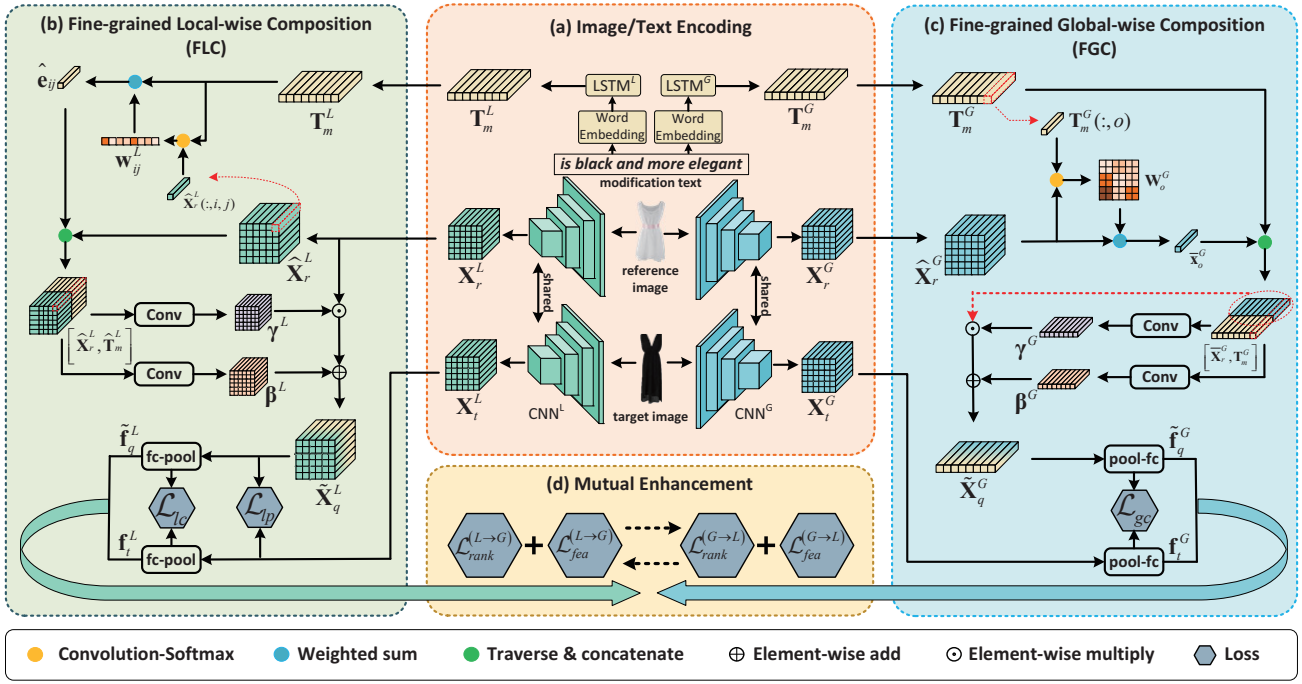 (b) Fine-grained Local-wise Composition
(FLC)
ê_ij
T_m^L
w_ij^L
X̂_r^L(:,i,j)
X̂_r^L
[X̂_r^L, T̂_m^L]
Conv
γ^L
Conv
β^L
f̃_q^L
fc-pool
X̃_q^L
ℒ_lc
ℒ_lp
f_t^L
fc-pool
(a) Image/Text Encoding
LSTM^L
LSTM^G
T_m^L
Word
Embedding
Word
Embedding
T_m^G
is black and more elegant
modification text
X_r^L
reference
image
X_r^G
shared
shared
X_t^L
CNN^L
target image
CNN^G
X_t^G
(d) Mutual Enhancement
ℒ_rank^(L→G) + ℒ_fea^(L→G)
ℒ_rank^(G→L) + ℒ_fea^(G→L)
(c) Fine-grained Global-wise Composition
(FGC)
T_m^G
T_m^G(:,o)
W_o^G
X̂_r^G
x̄_o^G
γ^G
Conv
[X̄_r^G, T_m^G]
β^G
Conv
f̃_q^G
pool-fc
X̃_q^G
ℒ_gc
pool-fc
f_t^G
Convolution-Softmax
Weighted sum
Traverse & concatenate
Element-wise add
Element-wise multiply
Loss